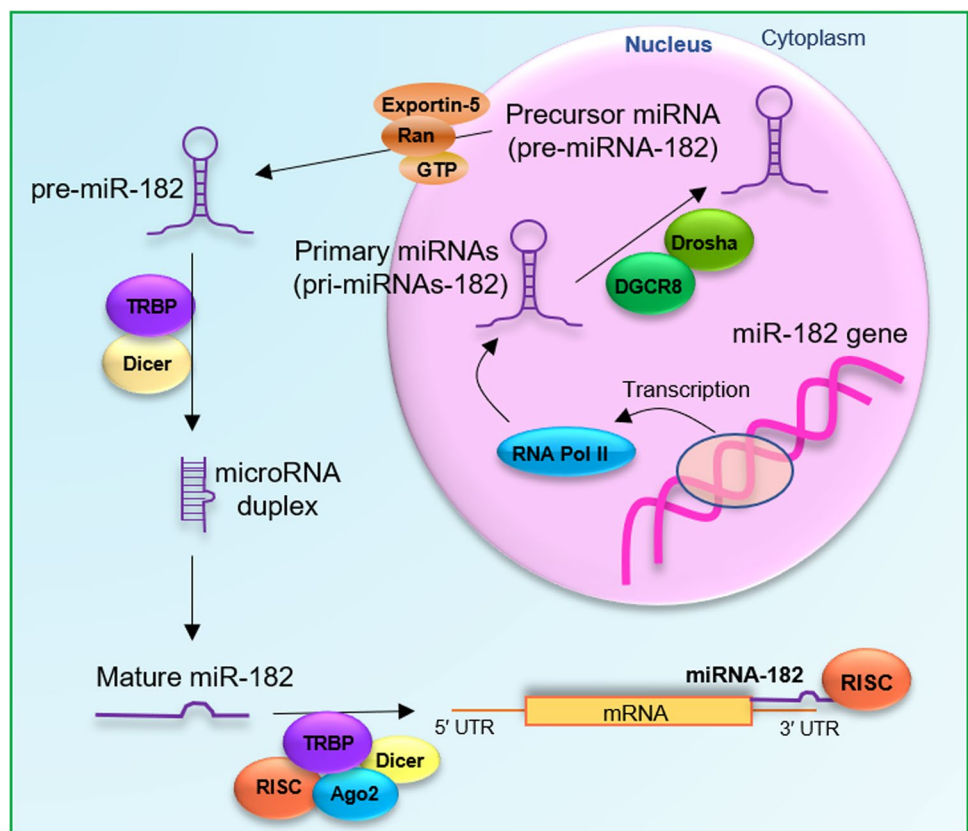 Nucleus
Cytoplasm
Exportin-5
Ran
GTP
Precursor miRNA
(pre-miRNA-182)
pre-miR-182
Primary miRNAs
(pri-miRNAs-182)
Drosha
DGCR8
TRBP
Dicer
miR-182 gene
Transcription
RNA Pol II
microRNA
duplex
Mature miR-182
miRNA-182
RISC
mRNA
5' UTR
3' UTR
TRBP
Dicer
RISC
Ago2